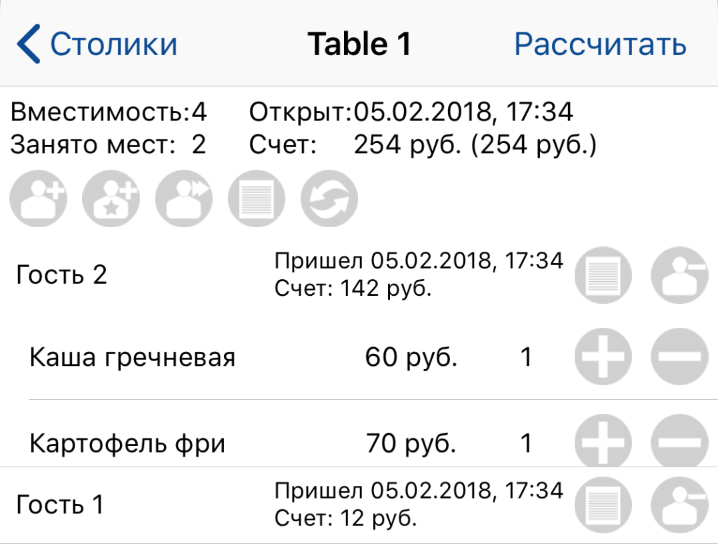 Столики Table 1 Рассчитать
Вместимость:4 Открыт:05.02.2018, 17:34
Занято мест: 2 Счет: 254 руб. (254 руб.)
Гость 2 Пришел 05.02.2018, 17:34
Счет: 142 руб.
Каша гречневая 60 руб. 1
Картофель фри 70 руб. 1
Гость 1 Пришел 05.02.2018, 17:34
Счет: 12 руб.